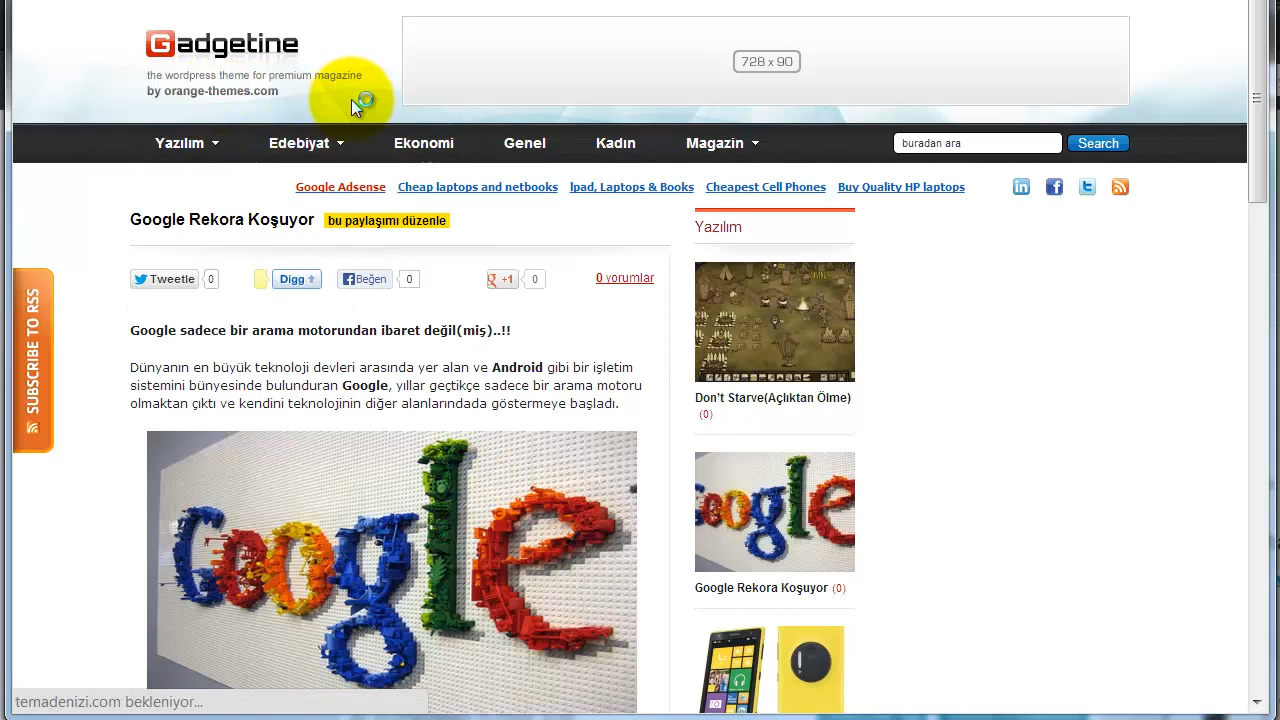 Gadgetine
the wordpress theme for premium magazine
by orange-themes.com
728 x 90
Yazılım Edebiyat Ekonomi Genel Kadın Magazin buradan ara Search
Google Adsense Cheap laptops and netbooks Ipad, Laptops & Books Cheapest Cell Phones Buy Quality HP laptops
Google Rekora Koşuyor bu paylaşımı düzenle
Tweetle 0 Digg Beğen 0 +1 0 0 yorumlar
Google sadece bir arama motorundan ibaret değil(miş)..!!
Dünyanın en büyük teknoloji devleri arasında yer alan ve Android gibi bir işletim
sistemini bünyesinde bulunduran Google, yıllar geçtikçe sadece bir arama motoru
olmaktan çıktı ve kendini teknolojinin diğer alanlarındada göstermeye başladı.
Google
SUBSCRIBE TO RSS
Yazılım
Don't Starve(Açlıktan Ölme)
(0)
Google
Google Rekora Koşuyor (0)
temadenizi.com bekleniyor...